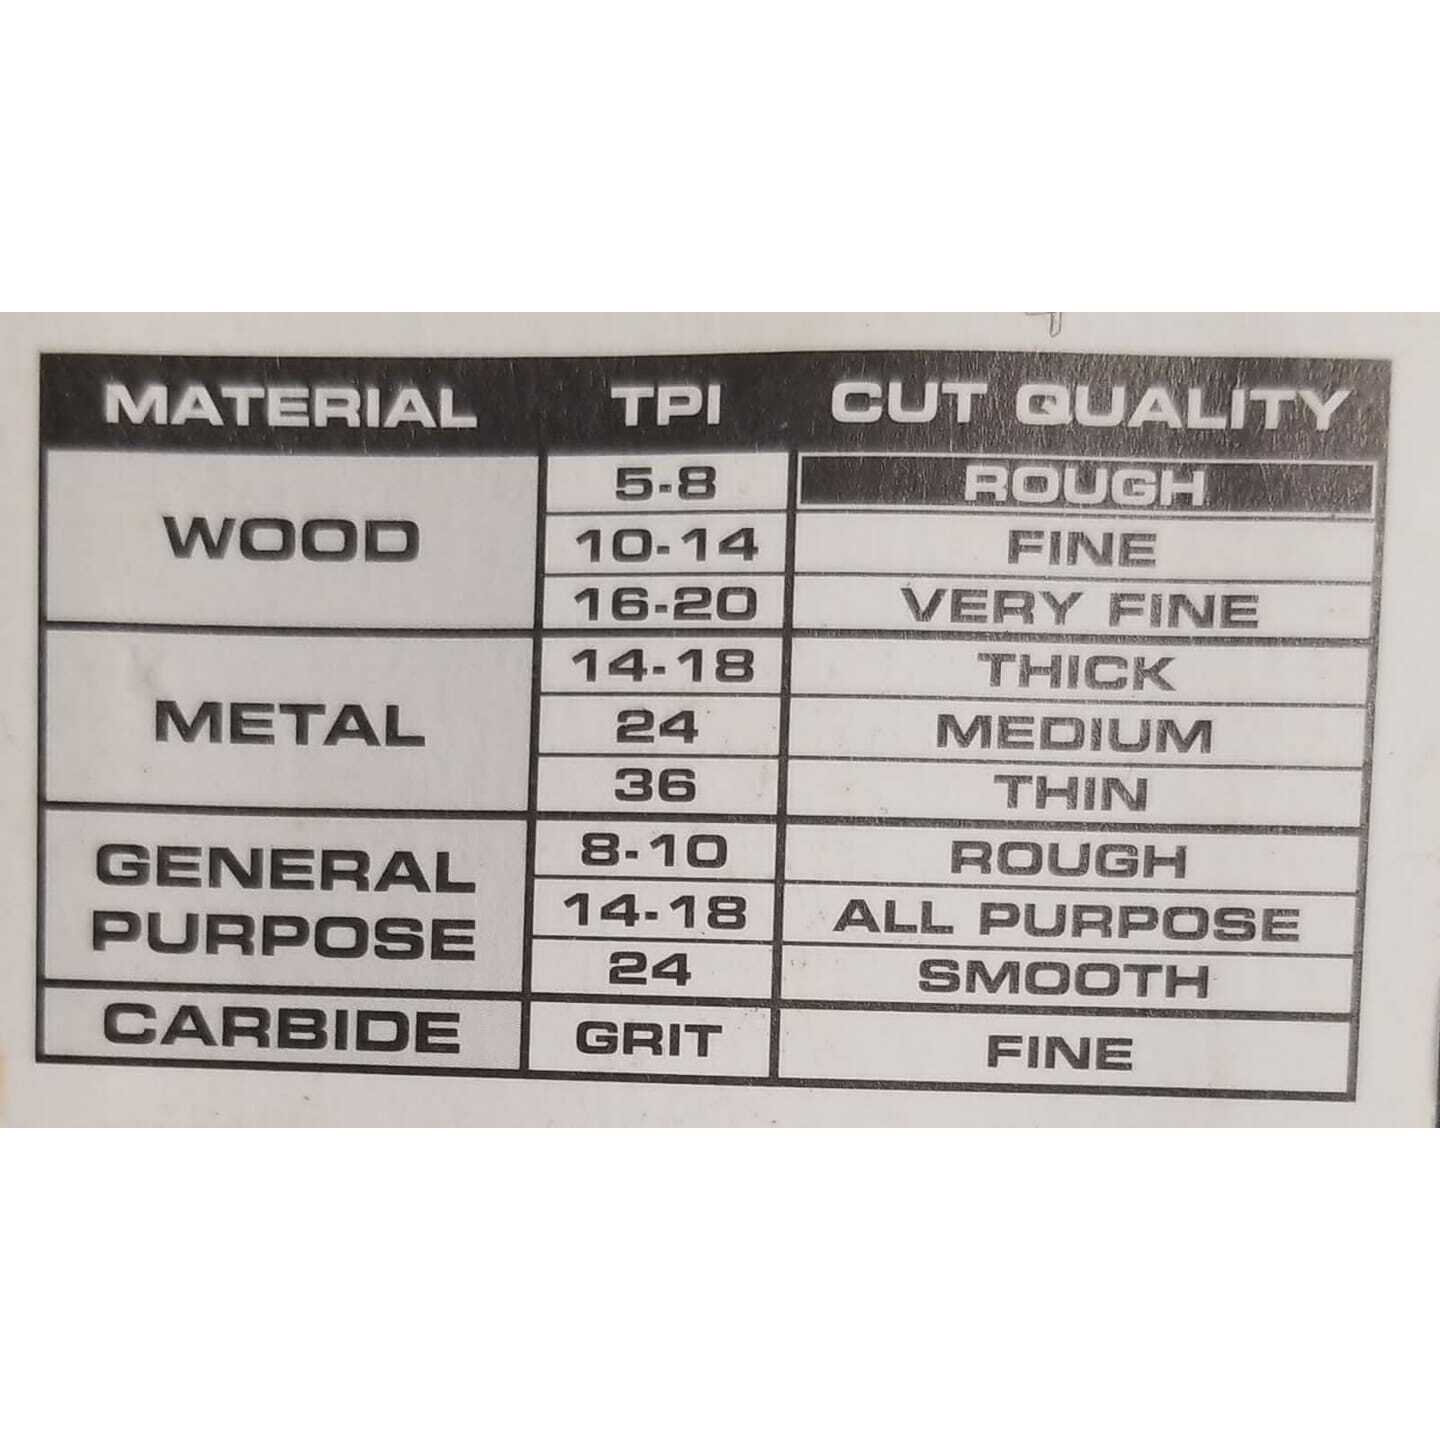 MATERIAL TPI CUT QUALITY
WOOD 5-8 ROUGH
10-14 FINE
16-20 VERY FINE
METAL 14-18 THICK
24 MEDIUM
36 THIN
GENERAL PURPOSE 8-10 ROUGH
14-18 ALL PURPOSE
24 SMOOTH
CARBIDE GRIT FINE